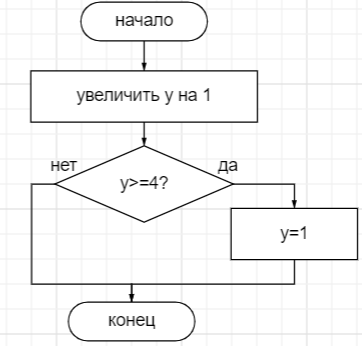 начало
увеличить y на 1
нет
да
y>=4?
y=1
конец